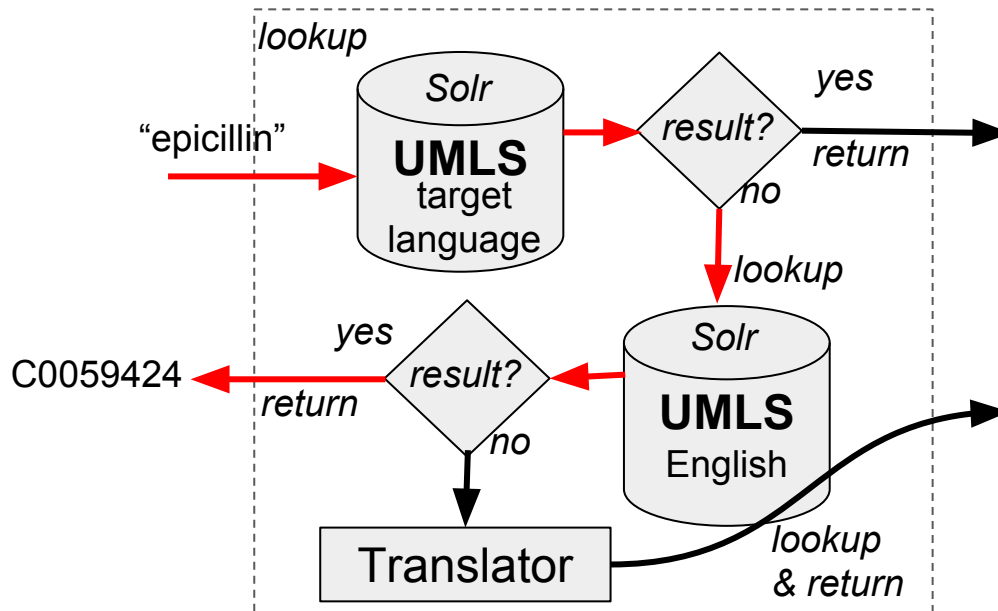 lookup
Solr
yes
“epicillin”
result?
UMLS
return
target
no
language
lookup
yes
Solr
C0059424
result?
return
UMLS
no
English
Translator
lookup
& return